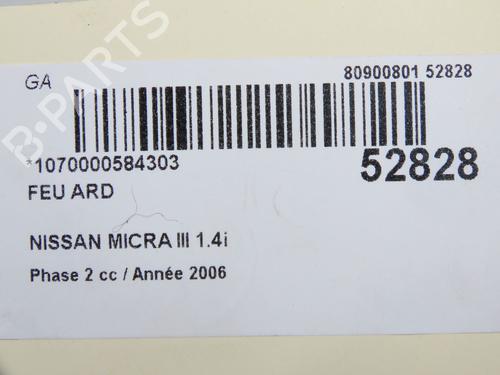 GA
80900801 52828
*1070000584303
52828
FEU ARD
NISSAN MICRA III 1.4i
Phase 2 cc / Année 2006
B-PARTS